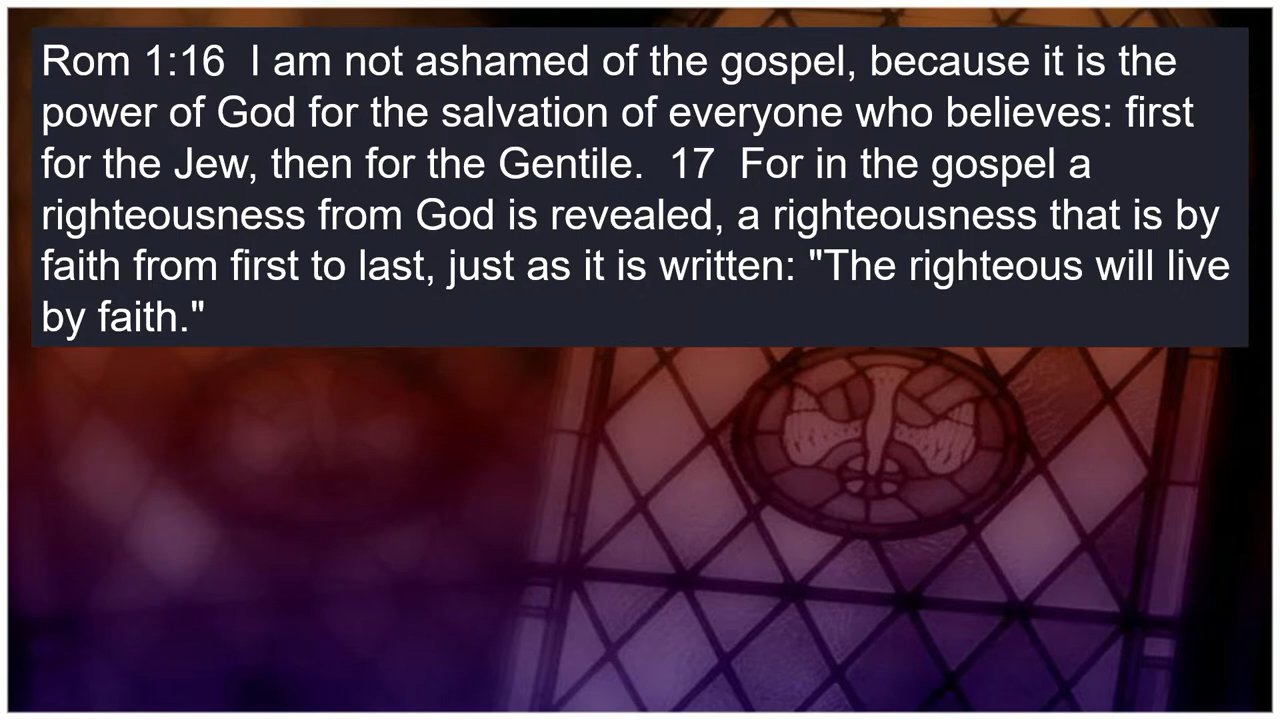 Rom 1:16  I am not ashamed of the gospel, because it is the
power of God for the salvation of everyone who believes: first
for the Jew, then for the Gentile.  17  For in the gospel a
righteousness from God is revealed, a righteousness that is by
faith from first to last, just as it is written: "The righteous will live
by faith."